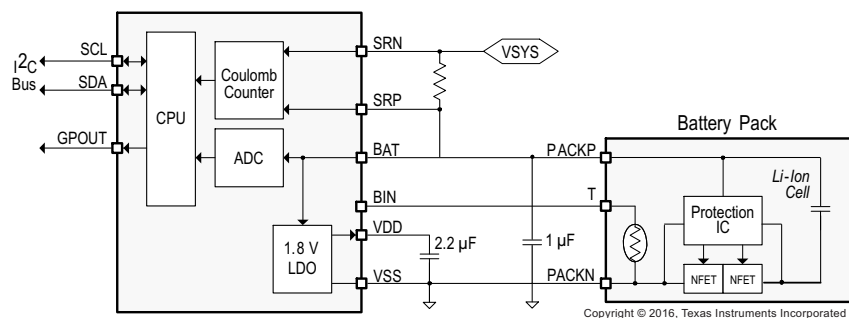 SCL
I2C
Bus
SDA
GPOUT
CPU
Coulomb
Counter
ADC
1.8 V
LDO
SRN
SRP
BAT
BIN
VDD
VSS
VSYS
2.2 µF
1 µF
Battery Pack
PACKP
T
PACKN
Li-Ion
Cell
Protection
IC
NFET
NFET
Copyright © 2016, Texas Instruments Incorporated